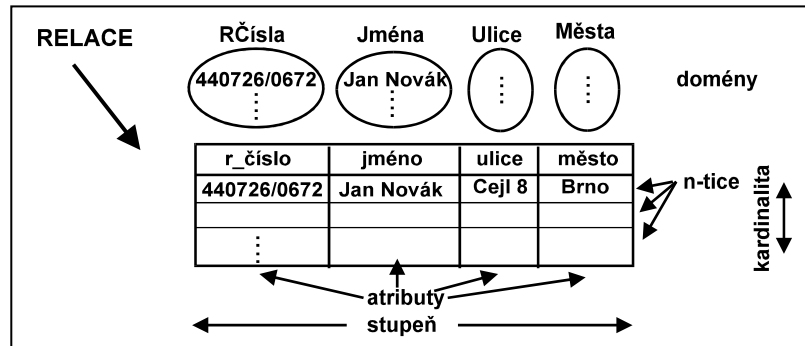 RELACE
RČísla Jména Ulice Města
440726/0672 Jan Novák
domény
r_číslo jméno ulice město
440726/0672 Jan Novák Cejl 8 Brno
n-tice
kardinalita
atributy
stupeň